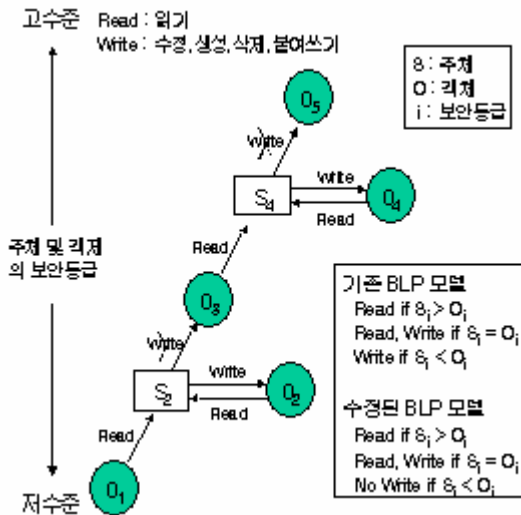 고수준
Read : 읽기
Write : 수정, 생성, 삭제, 붙여쓰기
S : 주체
O : 객체
i : 보안등급
O5
Write
S4
Write
Read
O4
주체 및 객체
의 보안등급
Read
O3
Write
S2
Write
Read
O2
Read
O1
저수준
기존 BLP 모델
Read if Si > Oi
Read, Write if Si = Oi
Write if Si < Oi
수정된 BLP 모델
Read if Si > Oi
Read, Write if Si = Oi
No Write if Si < Oi